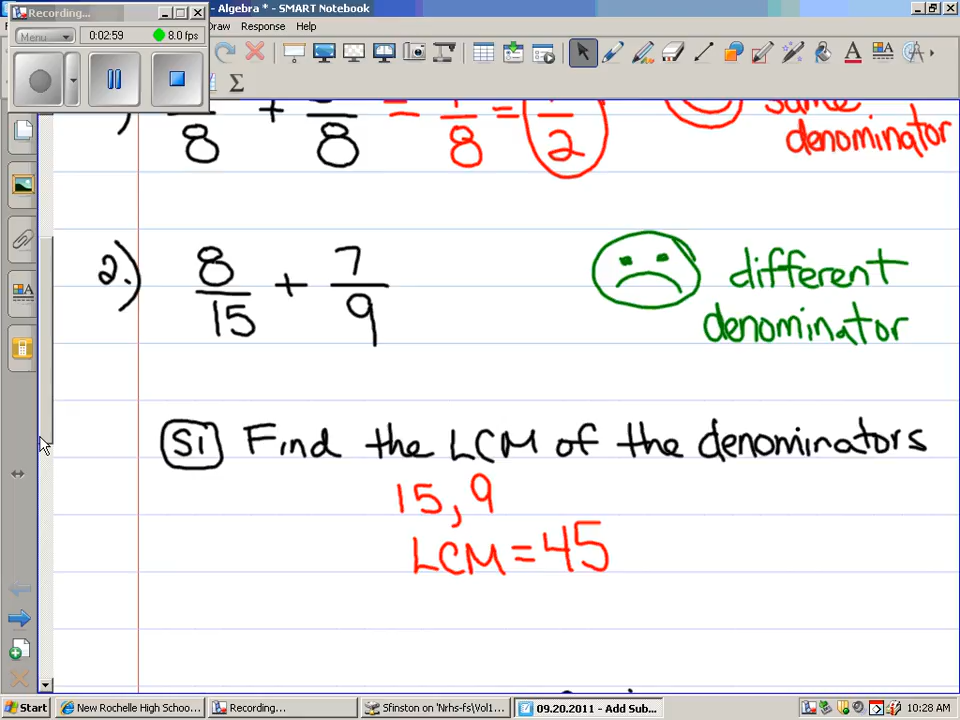 - Algebra * - SMART Notebook
Recording...
Draw Response Help
Menu 00:02:59 8.0 fps
8 + 8 = 8 = 2
same
denominator
2.) 8/15 + 7/9
different
denominator
S1 Find the LCM of the denominators
15, 9
LCM = 45
Start New Rochelle High Schoo... Recording... Sfinston on 'Nrhs-fs\Vol1... 09.20.2011 - Add Sub... 10:28 AM